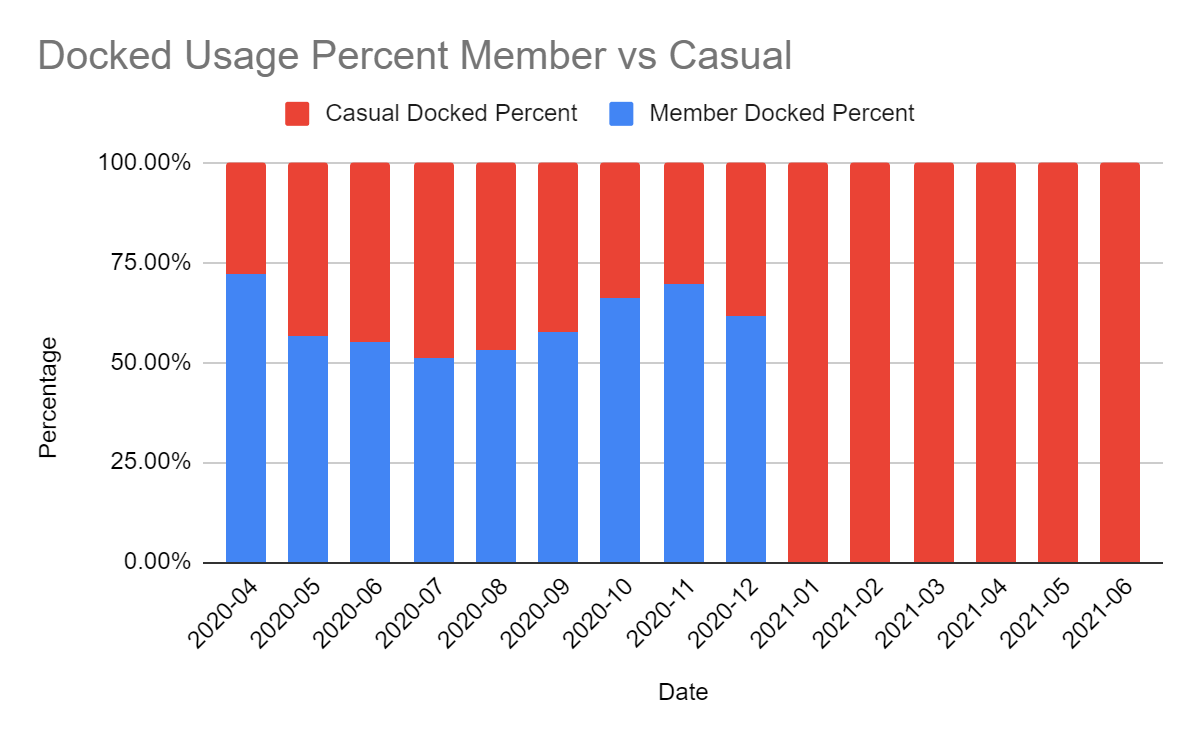 Docked Usage Percent Member vs Casual
Casual Docked Percent Member Docked Percent
100.00%
75.00%
50.00%
25.00%
0.00%
Percentage
2020-04 2020-05 2020-06 2020-07 2020-08 2020-09 2020-10 2020-11 2020-12 2021-01 2021-02 2021-03 2021-04 2021-05 2021-06
Date